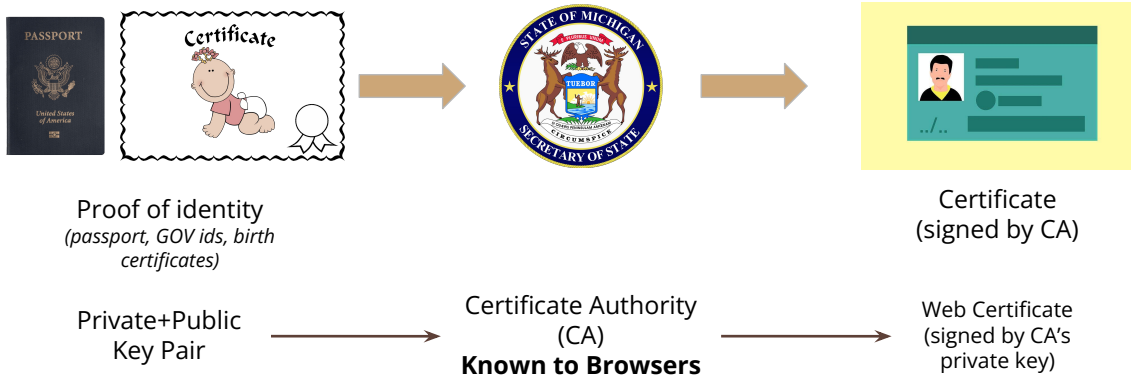 PASSPORT
United States
of America
Certificate
STATE OF MICHIGAN
E PLURIBUS UNUM
TUEBOR
CIRCUMSPICE
SECRETARY OF STATE
../..
Proof of identity
(passport, GOV ids, birth
certificates)
Certificate
(signed by CA)
Private+Public
Key Pair
Certificate Authority
(CA)
Known to Browsers
Web Certificate
(signed by CA's
private key)